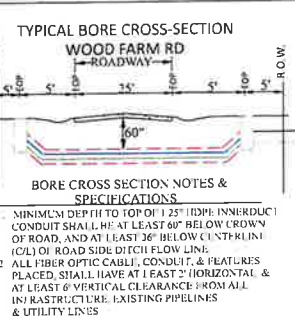 TYPICAL BORE CROSS-SECTION
WOOD FARM RD
ROADWAY
R.O.W.
5' EOP 5' EOP 35' EOP 5' EOP 5'
60"
BORE CROSS SECTION NOTES &
SPECIFICATIONS
MINIMUM DEPTH TO TOP OF 1.25" HDPE INNERDUCT
CONDUIT SHALL BE AT LEAST 60" BELOW CROWN
OF ROAD, AND AT LEAST 36" BELOW CENTERLINE
(C/L) OF ROAD SIDE DITCH FLOW LINE
2 ALL FIBER OPTIC CABLE, CONDUIT, & FEATURES
PLACED, SHALL HAVE AT LEAST 2' HORIZONTAL &
AT LEAST 6" VERTICAL CLEARANCE FROM ALL
INFRASTRUCTURE, EXISTING PIPELINES
& UTILITY LINES